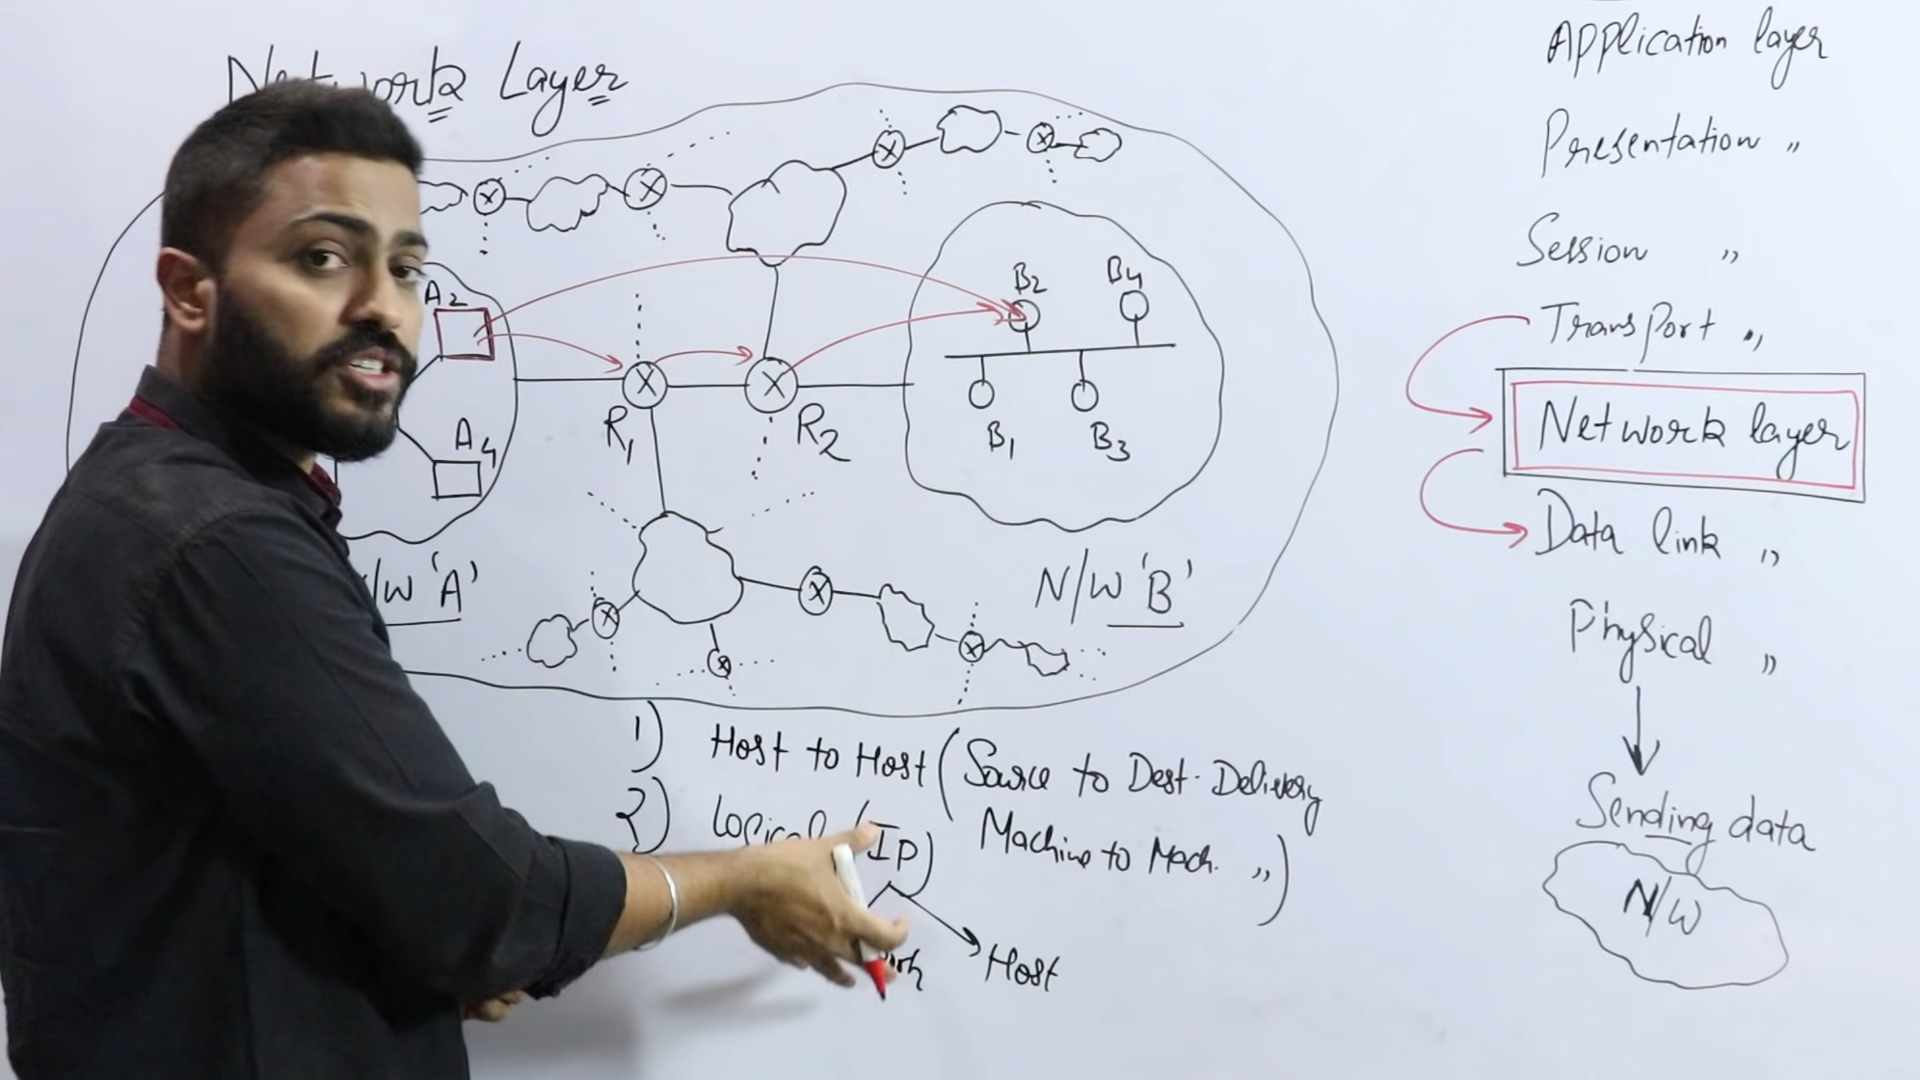 Network Layer
A2
A4
R1
R2
B2
B4
B1
B3
N/W 'A'
N/W 'B'
1) Host to Host (Source to Dest. Delivery
2) Logical (IP) Machine to Mach. ")
Host
Application layer
Presentation "
Session "
Transport "
Network layer
Data link "
Physical "
Sending data
N/W